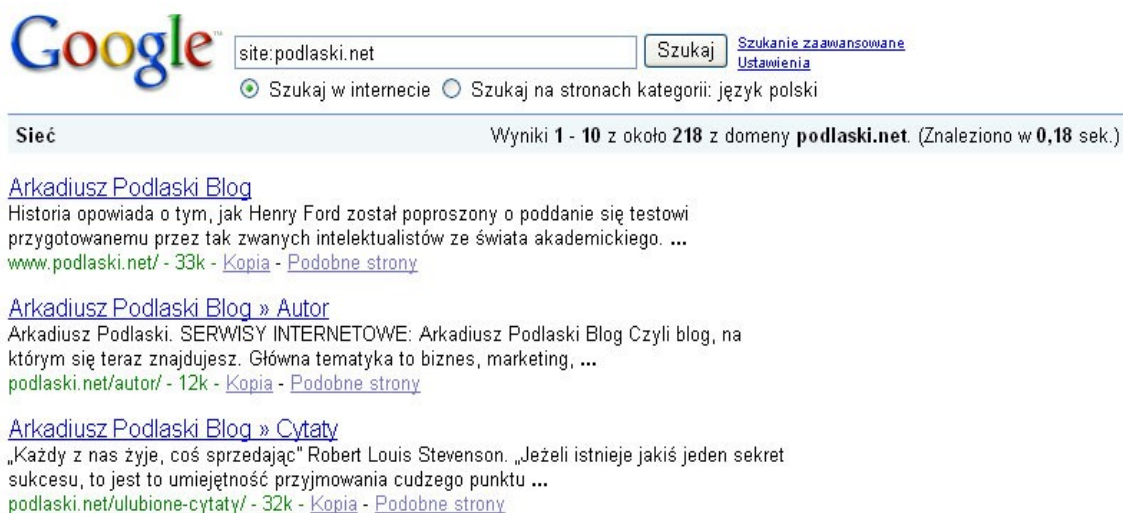 Google™ site:podlaski.net Szukaj Szukanie zaawansowane
Ustawienia
Szukaj w internecie Szukaj na stronach kategorii: język polski
Sieć Wyniki 1 - 10 z około 218 z domeny podlaski.net. (Znaleziono w 0,18 sek.)
Arkadiusz Podlaski Blog
Historia opowiada o tym, jak Henry Ford został poproszony o poddanie się testowi
przygotowanemu przez tak zwanych intelektualistów ze świata akademickiego. ...
www.podlaski.net/ - 33k - Kopia - Podobne strony
Arkadiusz Podlaski Blog » Autor
Arkadiusz Podlaski. SERWISY INTERNETOWE: Arkadiusz Podlaski Blog Czyli blog, na
którym się teraz znajdujesz. Główna tematyka to biznes, marketing, ...
podlaski.net/autor/ - 12k - Kopia - Podobne strony
Arkadiusz Podlaski Blog » Cytaty
„Każdy z nas żyje, coś sprzedając" Robert Louis Stevenson. „Jeżeli istnieje jakiś jeden sekret
sukcesu, to jest to umiejętność przyjmowania cudzego punktu ...
podlaski.net/ulubione-cytaty/ - 32k - Kopia - Podobne strony